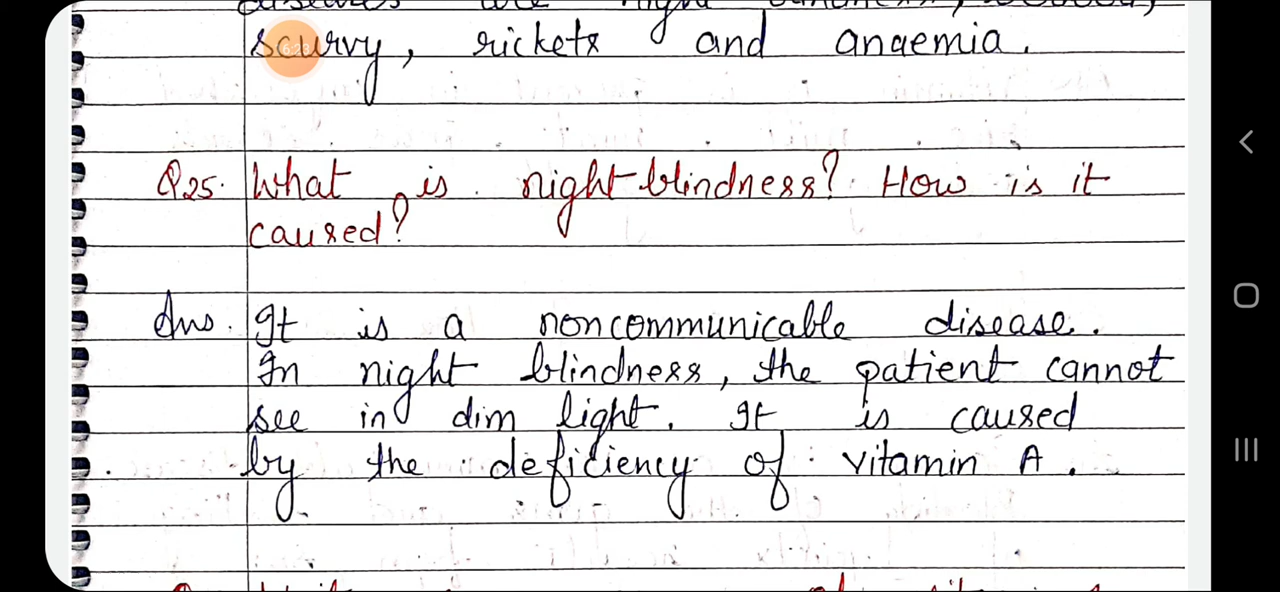 scurvy, rickets and anaemia.
Q25. What is night-blindness? How is it
caused?
Ans. It is a noncommunicable disease.
In night blindness, the patient cannot
see in dim light. It is caused
by the deficiency of vitamin A.